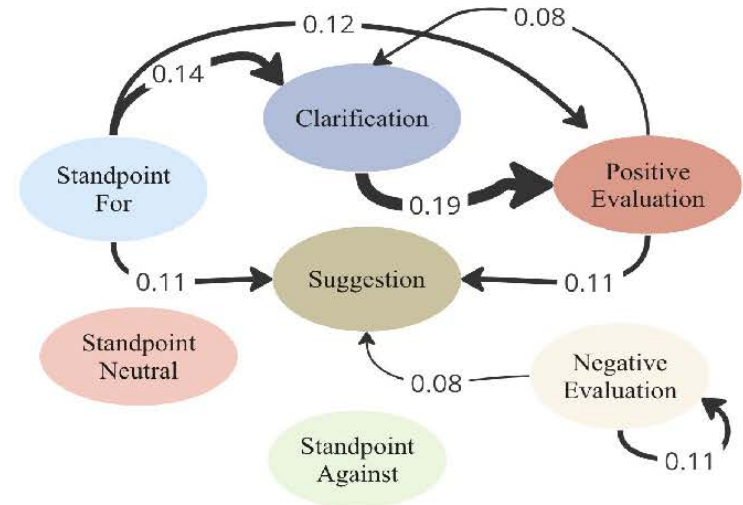 0.12
0.08
0.14
Clarification
Standpoint
For
Positive
Evaluation
0.19
0.11
Suggestion
0.11
Standpoint
Neutral
Negative
Evaluation
0.08
Standpoint
Against
0.11